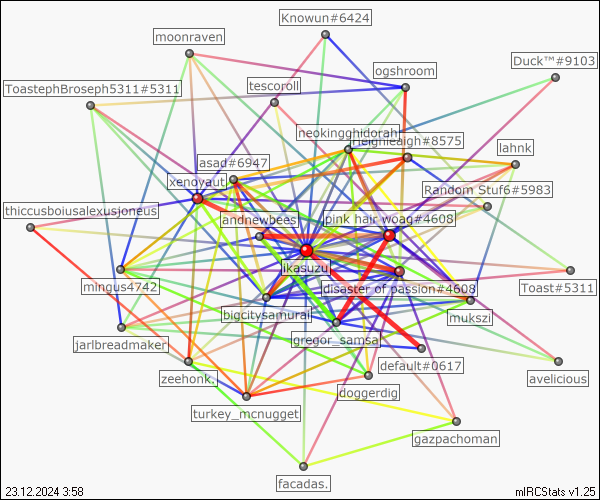 Knowun#6424
moonraven
Duck™#9103
ogshroom
ToastephBroseph5311#5311
tescoroll
neokingghidorah
neighleaigh#8575
lahnk
asad#6947
xenoyaut
Random Stuf6#5983
thiccusboiusalexusjoneus
andnewbees
pink hair woag#4608
ikasuzu
mingus4742
disaster of passion#4608
Toast#5311
bigcitysamurai
mukszi
gregor_samsa
jarlbreadmaker
default#0617
zeehonk.
avelicious
doggerdig
turkey_mcnugget
gazpachoman
facadas.
23.12.2024 3:58
mIRCStats v1.25